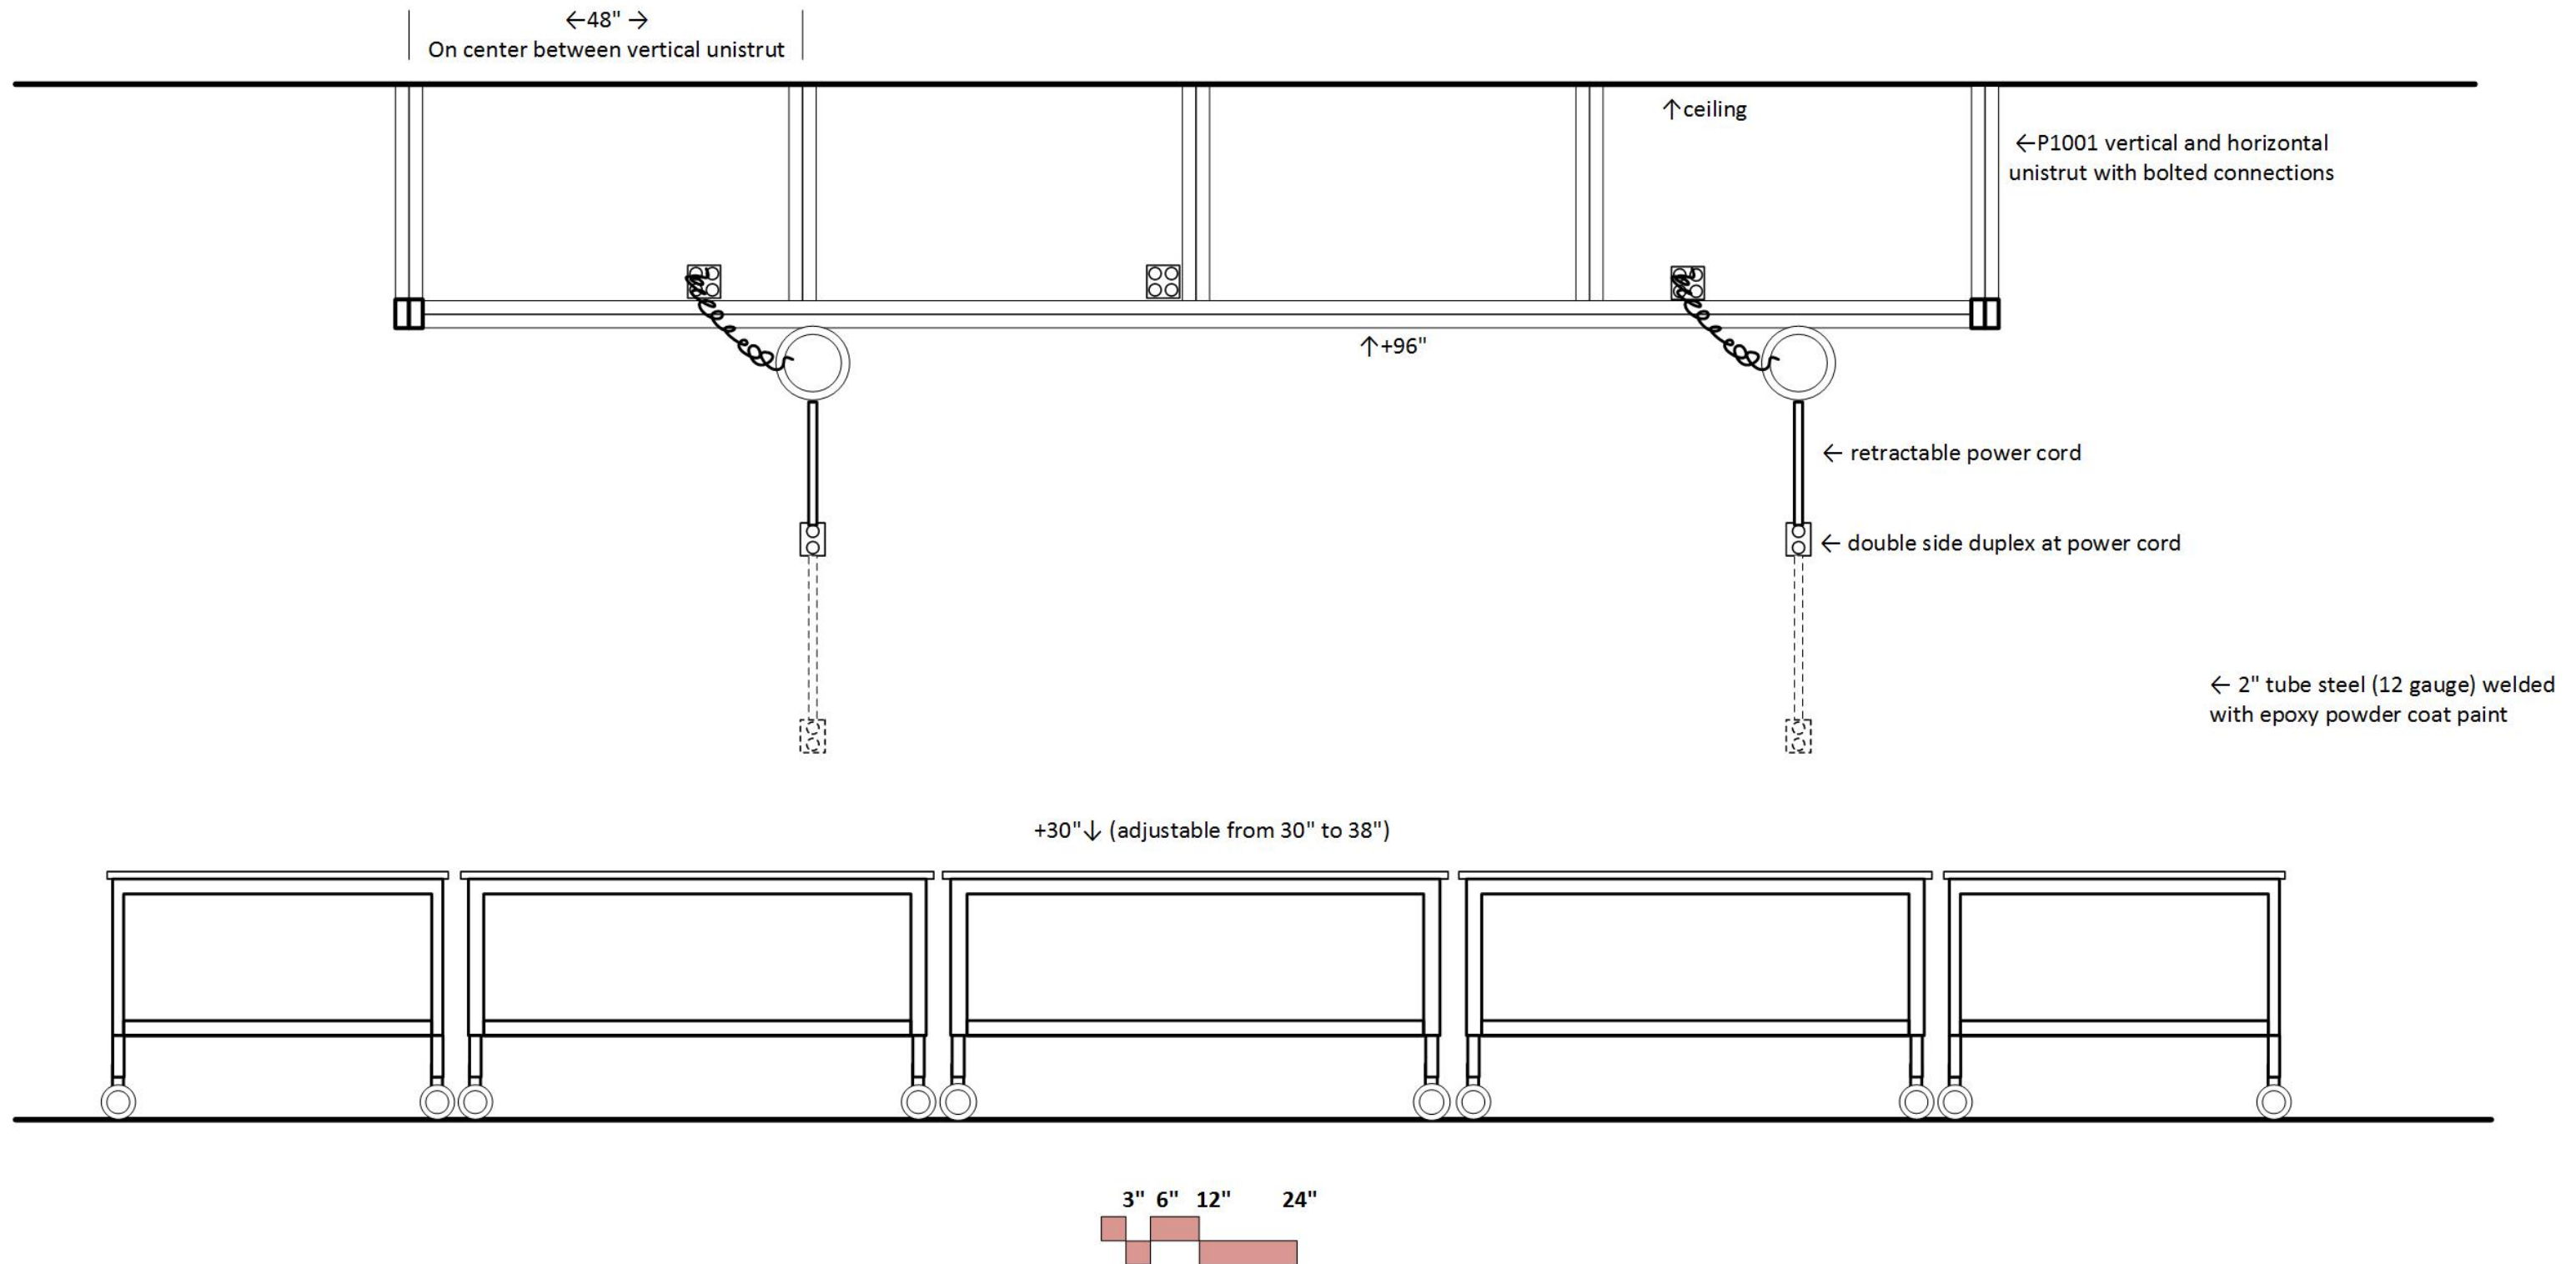 ←48" →
On center between vertical unistrut
↑ceiling
←P1001 vertical and horizontal
unistrut with bolted connections
↑+96"
← retractable power cord
← double side duplex at power cord
← 2" tube steel (12 gauge) welded
with epoxy powder coat paint
+30"↓ (adjustable from 30" to 38")
3" 6" 12" 24"